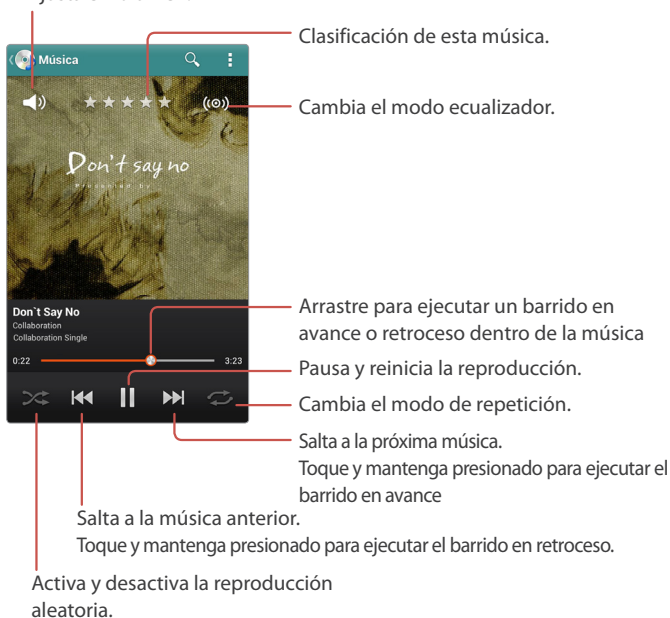 Clasificación de esta música.
Música
Cambia el modo ecualizador.
Don't say no
Presented by
Arrastre para ejecutar un barrido en
avance o retroceso dentro de la música
Don`t Say No
Collaboration
Collaboration Single
0:22
3:23
Pausa y reinicia la reproducción.
Cambia el modo de repetición.
Salta a la próxima música.
Toque y mantenga presionado para ejecutar el
barrido en avance
Salta a la música anterior.
Toque y mantenga presionado para ejecutar el barrido en retroceso.
Activa y desactiva la reproducción
aleatoria.